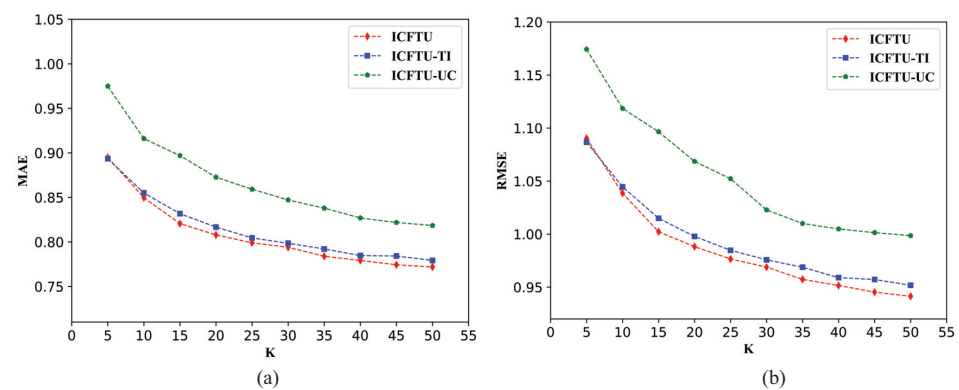 1.05
1.00
0.95
0.90
0.85
0.80
0.75
MAE
0 5 10 15 20 25 30 35 40 45 50 55
K
ICFTU
ICFTU-TI
ICFTU-UC
(a)
1.20
1.15
1.10
1.05
1.00
0.95
RMSE
0 5 10 15 20 25 30 35 40 45 50 55
K
ICFTU
ICFTU-TI
ICFTU-UC
(b)